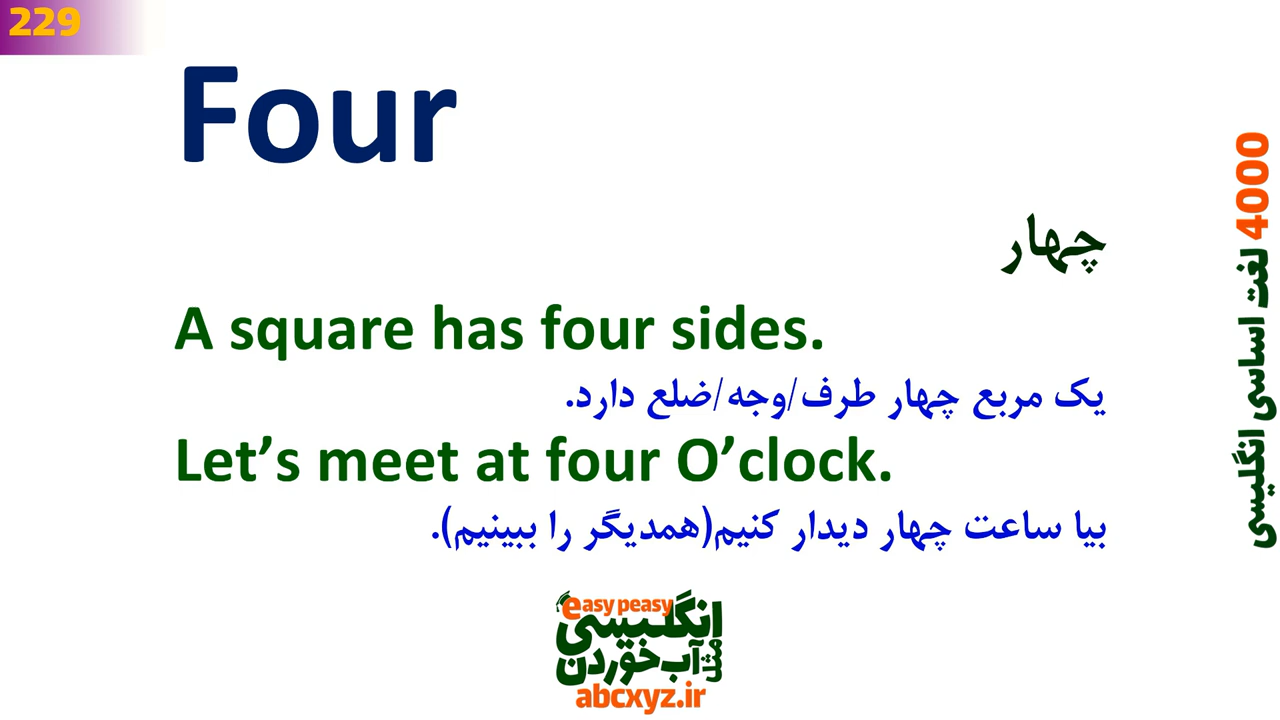 229
Four
چهار
A square has four sides.
یک مربع چهار طرف/وجه/ضلع دارد.
Let’s meet at four O’clock.
بیا ساعت چهار دیدار کنیم(همدیگر را ببینیم).
4000 لغت اساسی انگلیسی
easy peasy
انگلیسی
مثل آب خوردن
abcxyz.ir